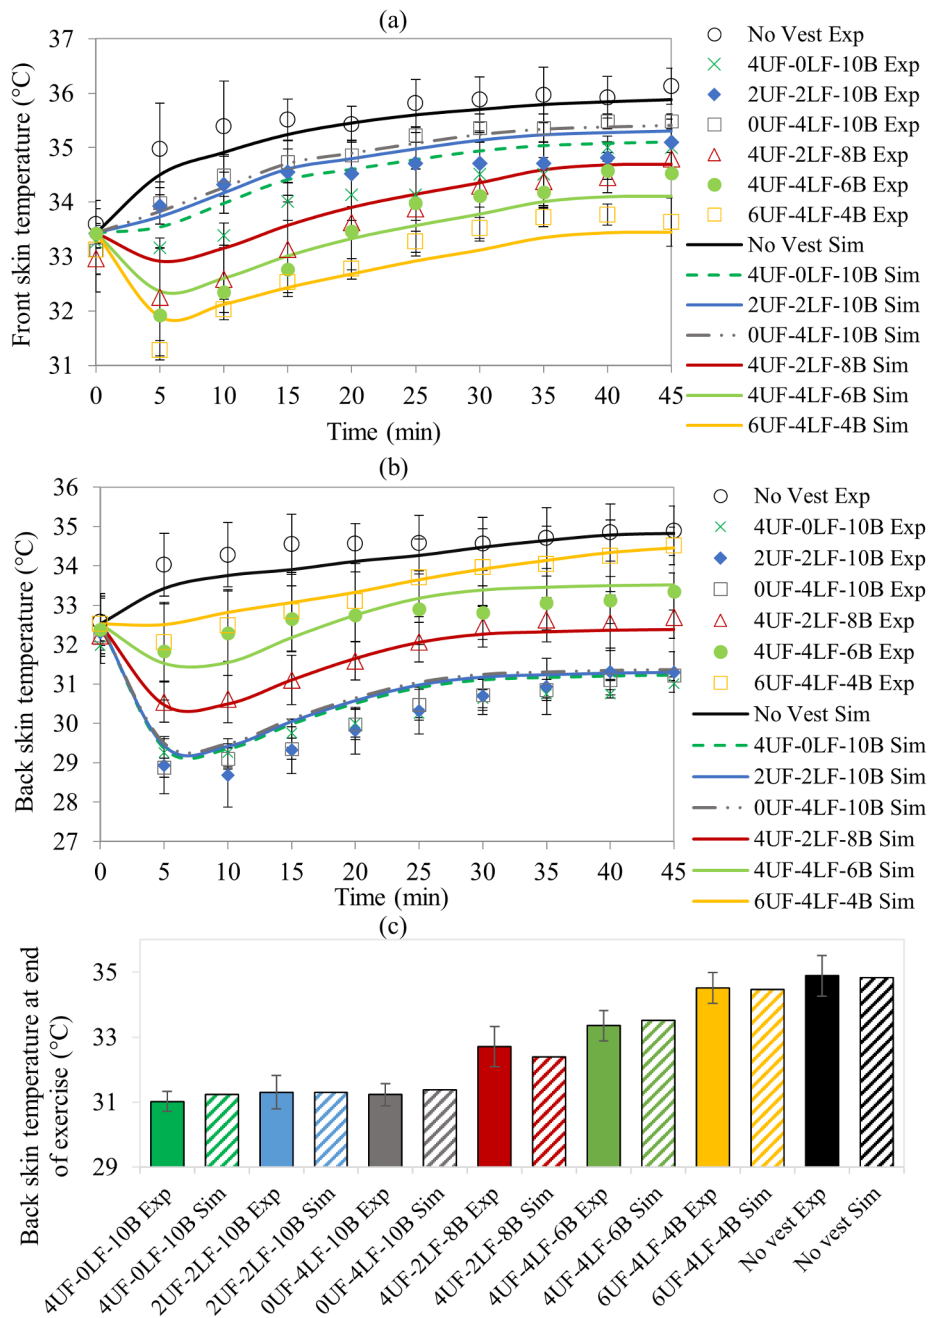 (a)
37
36
35
34
33
32
31
Front skin temperature (°C)
0 5 10 15 20 25 30 35 40 45
Time (min)
No Vest Exp
4UF-0LF-10B Exp
2UF-2LF-10B Exp
0UF-4LF-10B Exp
4UF-2LF-8B Exp
4UF-4LF-6B Exp
6UF-4LF-4B Exp
No Vest Sim
4UF-0LF-10B Sim
2UF-2LF-10B Sim
0UF-4LF-10B Sim
4UF-2LF-8B Sim
4UF-4LF-6B Sim
6UF-4LF-4B Sim
(b)
36
35
34
33
32
31
30
29
28
27
Back skin temperature (°C)
0 5 10 15 20 25 30 35 40 45
Time (min)
No Vest Exp
4UF-0LF-10B Exp
2UF-2LF-10B Exp
0UF-4LF-10B Exp
4UF-2LF-8B Exp
4UF-4LF-6B Exp
6UF-4LF-4B Exp
No Vest Sim
4UF-0LF-10B Sim
2UF-2LF-10B Sim
0UF-4LF-10B Sim
4UF-2LF-8B Sim
4UF-4LF-6B Sim
6UF-4LF-4B Sim
(c)
Back skin temperature at end
of exercise (°C)
35
33
31
29
4UF-0LF-10B Exp
4UF-0LF-10B Sim
2UF-2LF-10B Exp
2UF-2LF-10B Sim
0UF-4LF-10B Exp
0UF-4LF-10B Sim
4UF-2LF-8B Exp
4UF-2LF-8B Sim
4UF-4LF-6B Exp
4UF-4LF-6B Sim
6UF-4LF-4B Exp
6UF-4LF-4B Sim
No vest Exp
No vest Sim